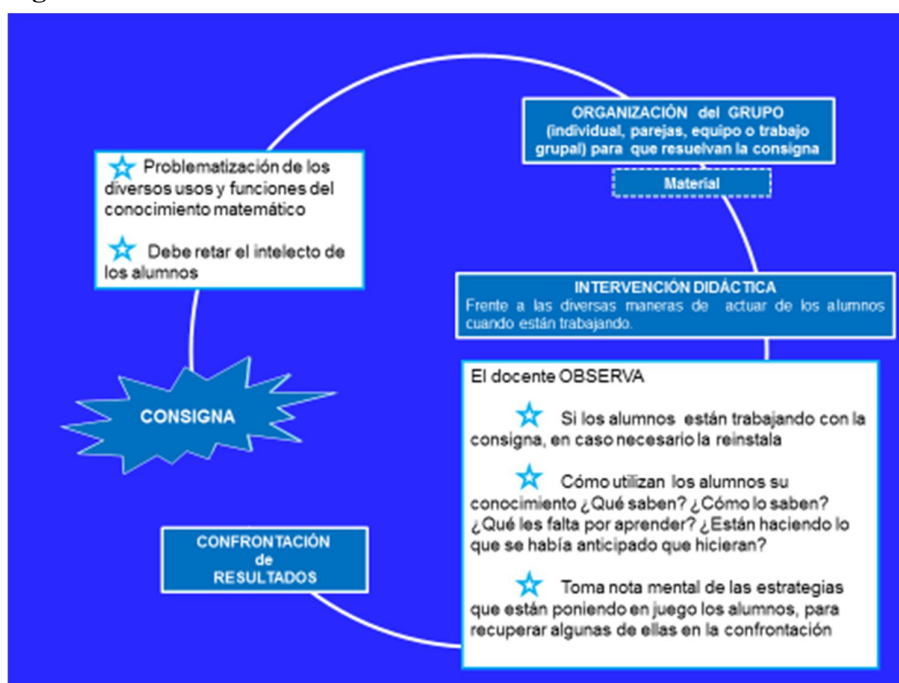 Problematización de los
diversos usos y funciones del
conocimiento matemático
Debe retar el intelecto de
los alumnos
CONSIGNA
ORGANIZACIÓN del GRUPO
(individual, parejas, equipo o trabajo
grupal) para que resuelvan la consigna
Material
INTERVENCIÓN DIDÁCTICA
Frente a las diversas maneras de actuar de los alumnos
cuando están trabajando.
El docente OBSERVA
Si los alumnos están trabajando con la
consigna, en caso necesario la reinstala
Cómo utilizan los alumnos su
conocimiento ¿Qué saben? ¿Cómo lo saben?
¿Qué les falta por aprender? ¿Están haciendo lo
que se había anticipado que hicieran?
Toma nota mental de las estrategias
que están poniendo en juego los alumnos, para
recuperar algunas de ellas en la confrontación
CONFRONTACIÓN
de
RESULTADOS